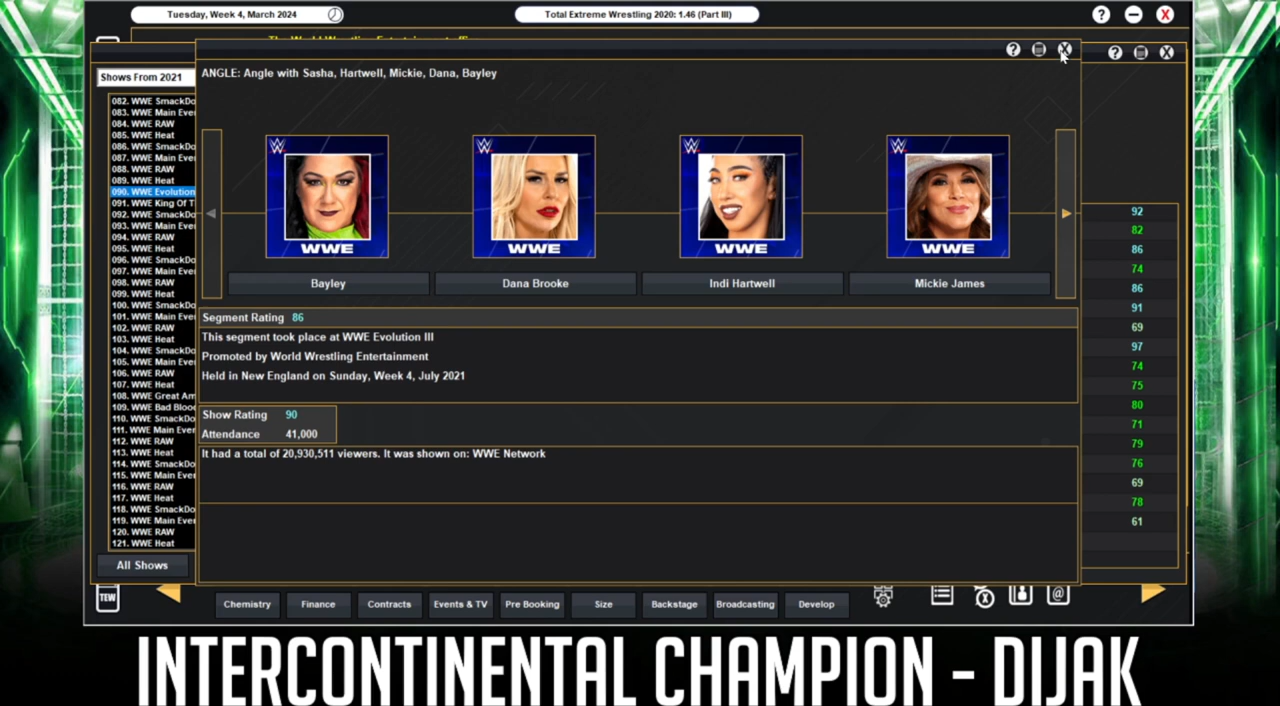 Tuesday, Week 4, March 2024
Total Extreme Wrestling 2020: 1.46 (Part III)
?
X
Shows From 2021
082. WWE SmackDo
083. WWE Main Eve
084. WWE RAW
085. WWE Heat
086. WWE SmackDo
087. WWE Main Eve
088. WWE RAW
089. WWE Heat
090. WWE Evolution
091. WWE King Of T
092. WWE SmackDo
093. WWE Main Eve
094. WWE RAW
095. WWE Heat
096. WWE SmackDo
097. WWE Main Eve
098. WWE RAW
099. WWE Heat
100. WWE SmackDo
101. WWE Main Eve
102. WWE RAW
103. WWE Heat
104. WWE SmackDo
105. WWE Main Eve
106. WWE RAW
107. WWE Heat
108. WWE Great Am
109. WWE Bad Bloo
110. WWE SmackDo
111. WWE Main Eve
112. WWE RAW
113. WWE Heat
114. WWE SmackDo
115. WWE Main Eve
116. WWE RAW
117. WWE Heat
118. WWE SmackDo
119. WWE Main Eve
120. WWE RAW
121. WWE Heat
All Shows
TEW
? X
ANGLE: Angle with Sasha, Hartwell, Mickie, Dana, Bayley
WWE WWE WWE WWE
Bayley
Dana Brooke
Indi Hartwell
Mickie James
Segment Rating 86
This segment took place at WWE Evolution III
Promoted by World Wrestling Entertainment
Held in New England on Sunday, Week 4, July 2021
Show Rating 90
Attendance 41,000
It had a total of 20,930,511 viewers. It was shown on: WWE Network
? X
92
82
86
74
86
91
69
97
74
75
80
71
79
76
69
78
61
Chemistry
Finance
Contracts
Events & TV
Pre Booking
Size
Backstage
Broadcasting
Develop
@
INTERCONTINENTAL CHAMPION - DIJAK